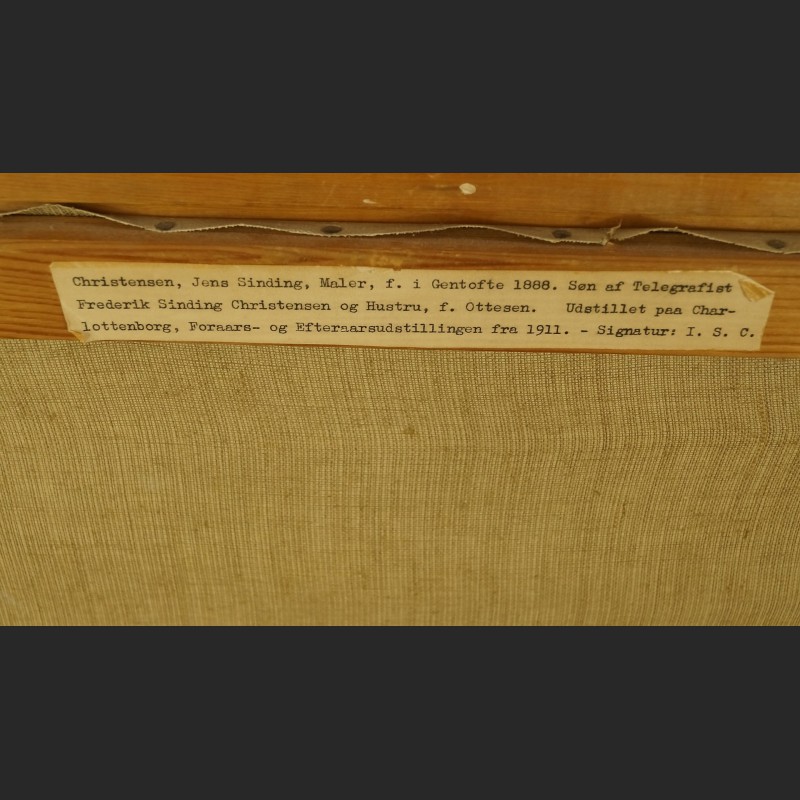 Christensen, Jens Sinding, Maler, f. i Gentofte 1888. Søn af Telegrafist
Frederik Sinding Christensen og Hustru, f. Ottesen. Udstillet paa Char-
lottenborg, Foraars- og Efteraarsudstillingen fra 1911. - Signatur: I. S. C.